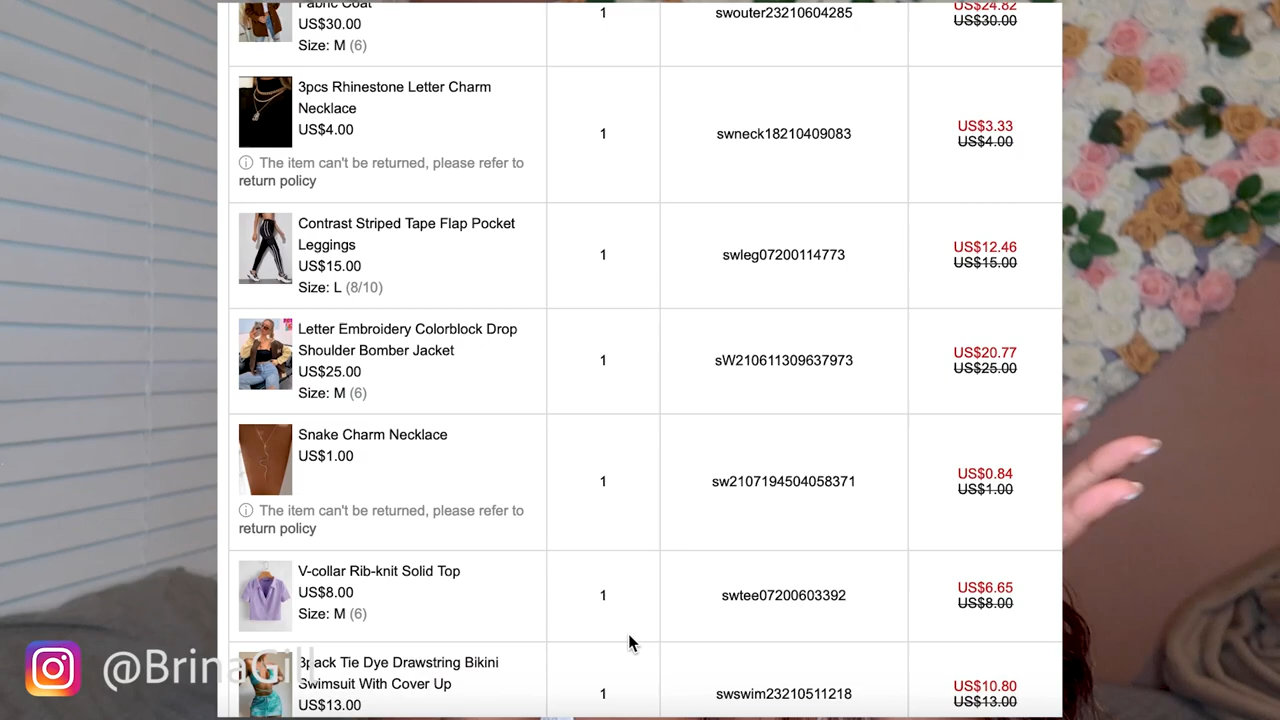 Fabric Coat
US$30.00
Size: M (6)
1
swouter23210604285
US$24.82
US$30.00
3pcs Rhinestone Letter Charm
Necklace
US$4.00
ⓘ The item can't be returned, please refer to
return policy
1
swneck18210409083
US$3.33
US$4.00
Contrast Striped Tape Flap Pocket
Leggings
US$15.00
Size: L (8/10)
1
swleg07200114773
US$12.46
US$15.00
Letter Embroidery Colorblock Drop
Shoulder Bomber Jacket
US$25.00
Size: M (6)
1
sW210611309637973
US$20.77
US$25.00
Snake Charm Necklace
US$1.00
ⓘ The item can't be returned, please refer to
return policy
1
sw2107194504058371
US$0.84
US$1.00
V-collar Rib-knit Solid Top
US$8.00
Size: M (6)
1
swtee07200603392
US$6.65
US$8.00
3pack Tie Dye Drawstring Bikini
Swimsuit With Cover Up
US$13.00
1
swswim23210511218
US$10.80
US$13.00
@BrinaGill